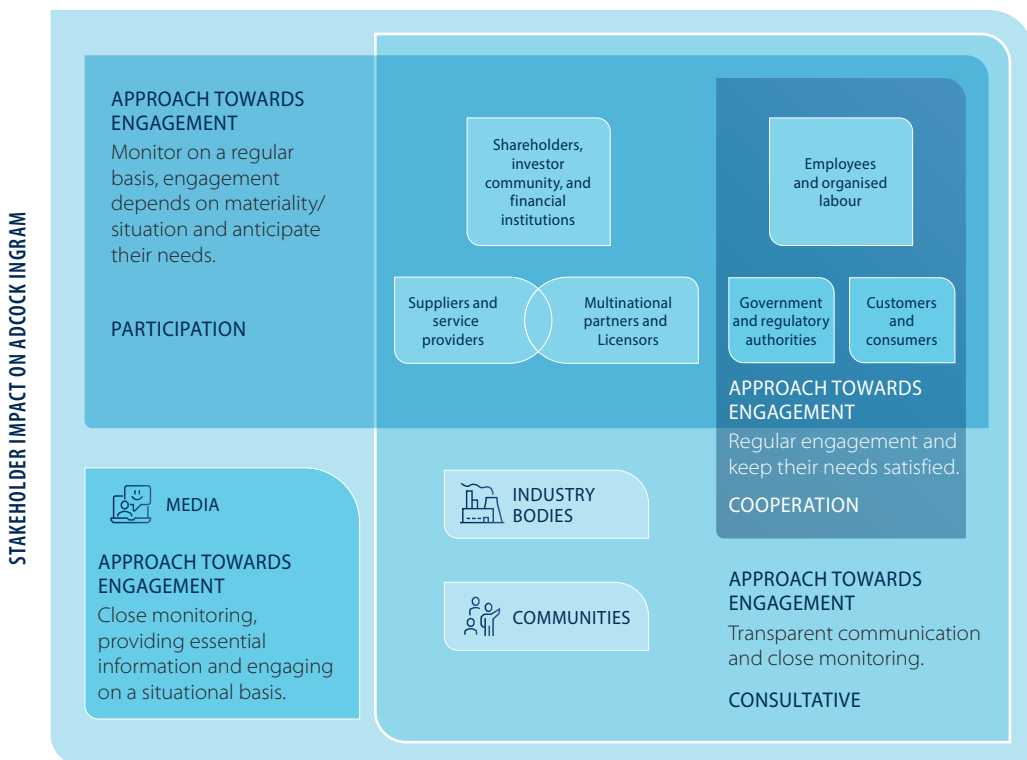 STAKEHOLDER IMPACT ON ADCOCK INGRAM
APPROACH TOWARDS
ENGAGEMENT
Monitor on a regular
basis, engagement
depends on materiality/
situation and anticipate
their needs.
PARTICIPATION
Shareholders,
investor
community, and
financial
institutions
Employees
and organised
labour
Suppliers and
service
providers
Multinational
partners and
Licensors
Government
and regulatory
authorities
Customers
and
consumers
APPROACH TOWARDS
ENGAGEMENT
Regular engagement and
keep their needs satisfied.
COOPERATION
MEDIA
APPROACH TOWARDS
ENGAGEMENT
Close monitoring,
providing essential
information and engaging
on a situational basis.
INDUSTRY
BODIES
COMMUNITIES
APPROACH TOWARDS
ENGAGEMENT
Transparent communication
and close monitoring.
CONSULTATIVE